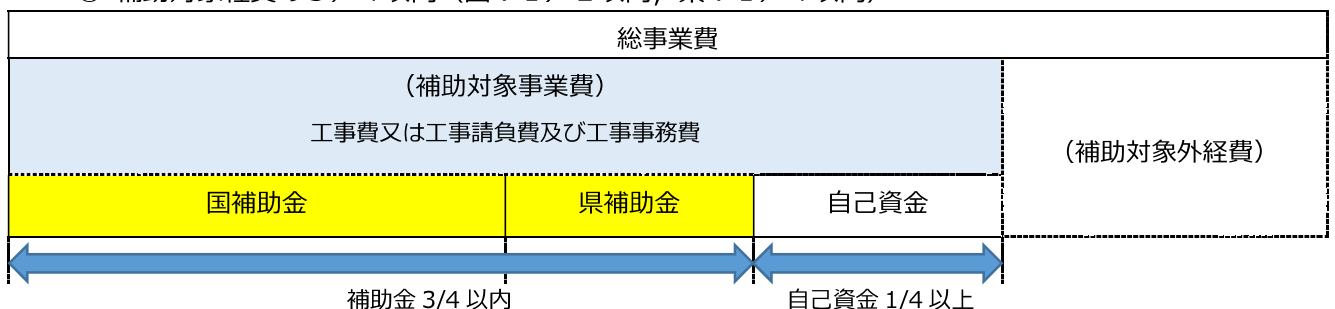 総事業費
（補助対象事業費）
工事費又は工事請負費及び工事事務費
（補助対象外経費）
国補助金
県補助金
自己資金
補助金 3/4 以内
自己資金 1/4 以上